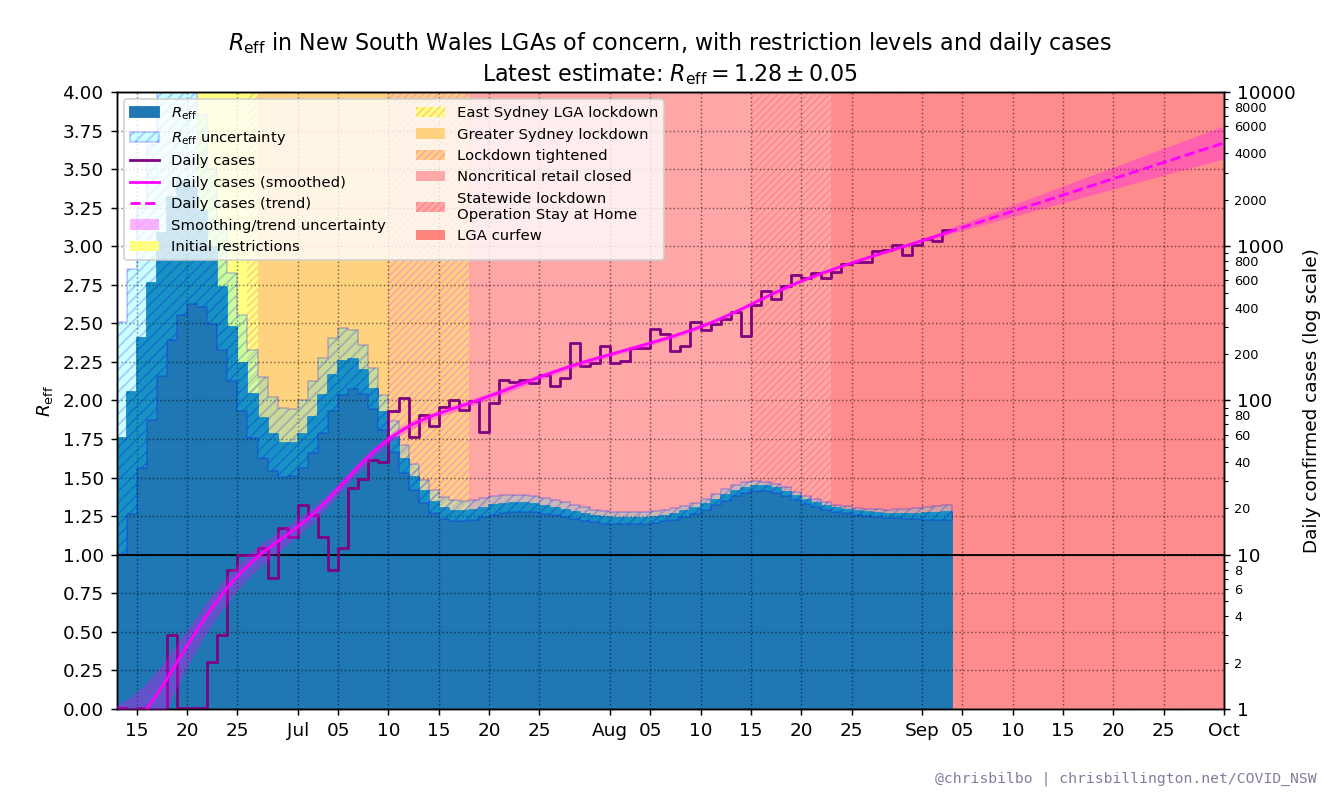 R_eff in New South Wales LGAs of concern, with restriction levels and daily cases
Latest estimate: R_eff = 1.28 ± 0.05
R_eff
R_eff uncertainty
Daily cases
Daily cases (smoothed)
Daily cases (trend)
Smoothing/trend uncertainty
Initial restrictions
East Sydney LGA lockdown
Greater Sydney lockdown
Lockdown tightened
Noncritical retail closed
Statewide lockdown
Operation Stay at Home
LGA curfew
R_eff
4.00
3.75
3.50
3.25
3.00
2.75
2.50
2.25
2.00
1.75
1.50
1.25
1.00
0.75
0.50
0.25
0.00
10000
8000
6000
4000
2000
1000
800
600
400
200
100
80
60
40
20
10
8
6
4
2
1
Daily confirmed cases (log scale)
15 20 25 Jul 05 10 15 20 25 Aug 05 10 15 20 25 Sep 05 10 15 20 25 Oct
@chrisbilbo | chrisbillington.net/COVID_NSW